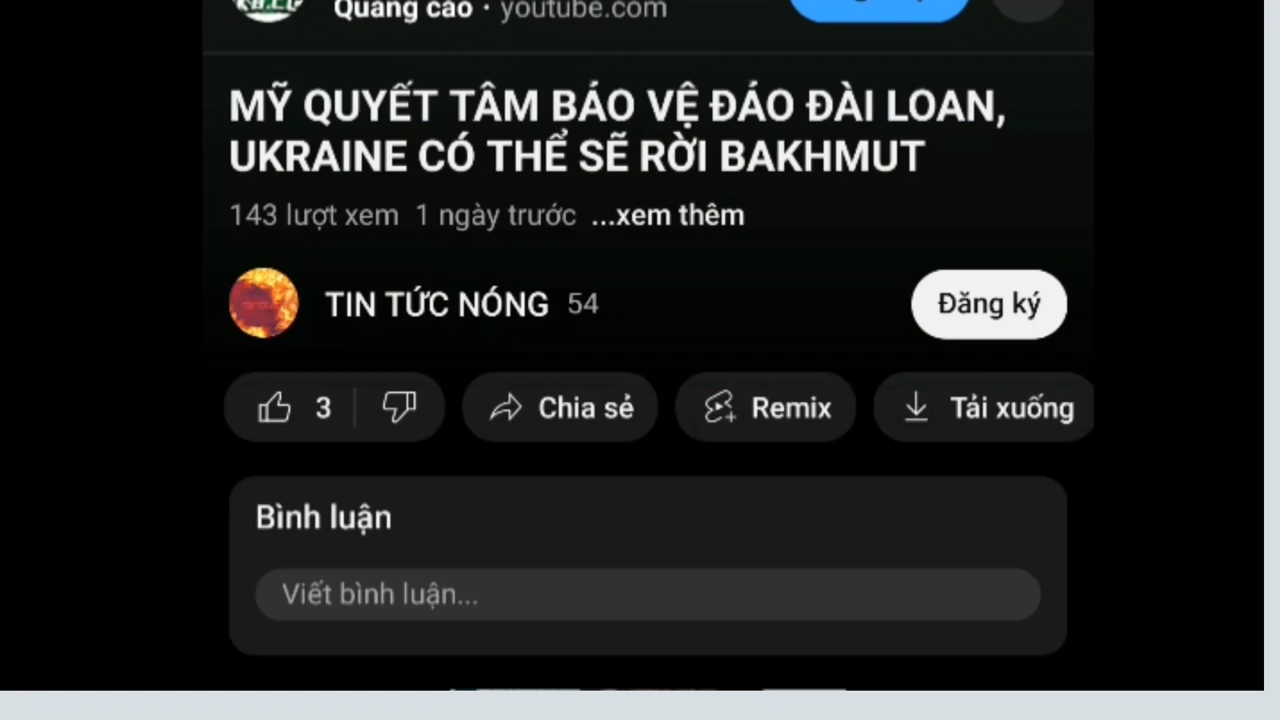 Quảng cáo · youtube.com
MỸ QUYẾT TÂM BẢO VỆ ĐẢO ĐÀI LOAN,
UKRAINE CÓ THỂ SẼ RỜI BAKHMUT
143 lượt xem 1 ngày trước ...xem thêm
TIN TỨC NÓNG 54
Đăng ký
3 Chia sẻ Remix Tải xuống
Bình luận
Viết bình luận...